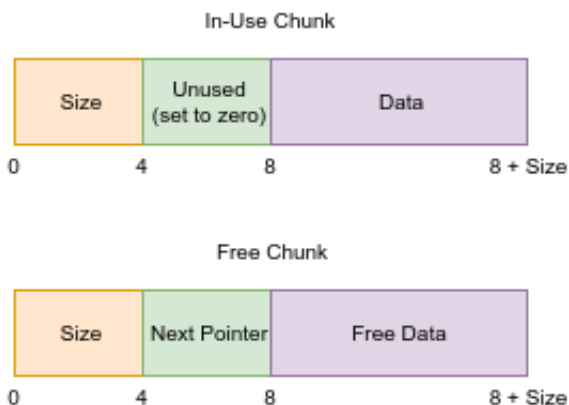 In-Use Chunk
Size
Unused
(set to zero)
Data
0
4
8
8 + Size
Free Chunk
Size
Next Pointer
Free Data
0
4
8
8 + Size